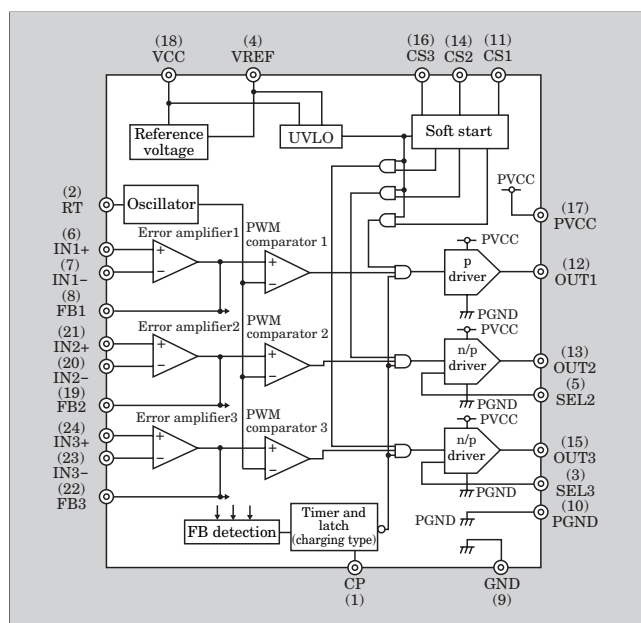 (18)
VCC
(4)
VREF
(16)
CS3
(14)
CS2
(11)
CS1
Reference
voltage
UVLO
Soft start
(2)
RT
Oscillator
PVCC
(17)
PVCC
(6)
IN1+
(7)
IN1−
(8)
FB1
Error amplifier1
+
−
PWM
comparator 1
+
−
PVCC
p
driver
PGND
(12)
OUT1
(21)
IN2+
(20)
IN2−
(19)
FB2
Error amplifier2
+
−
PWM
comparator 2
+
−
PVCC
n/p
driver
PGND
(13)
OUT2
(5)
SEL2
(24)
IN3+
(23)
IN3−
(22)
FB3
Error amplifier3
+
−
PWM
comparator 3
+
−
PVCC
n/p
driver
PGND
(15)
OUT3
(3)
SEL3
(10)
PGND
PGND
FB detection
Timer and
latch
(charging type)
CP
(1)
GND
(9)